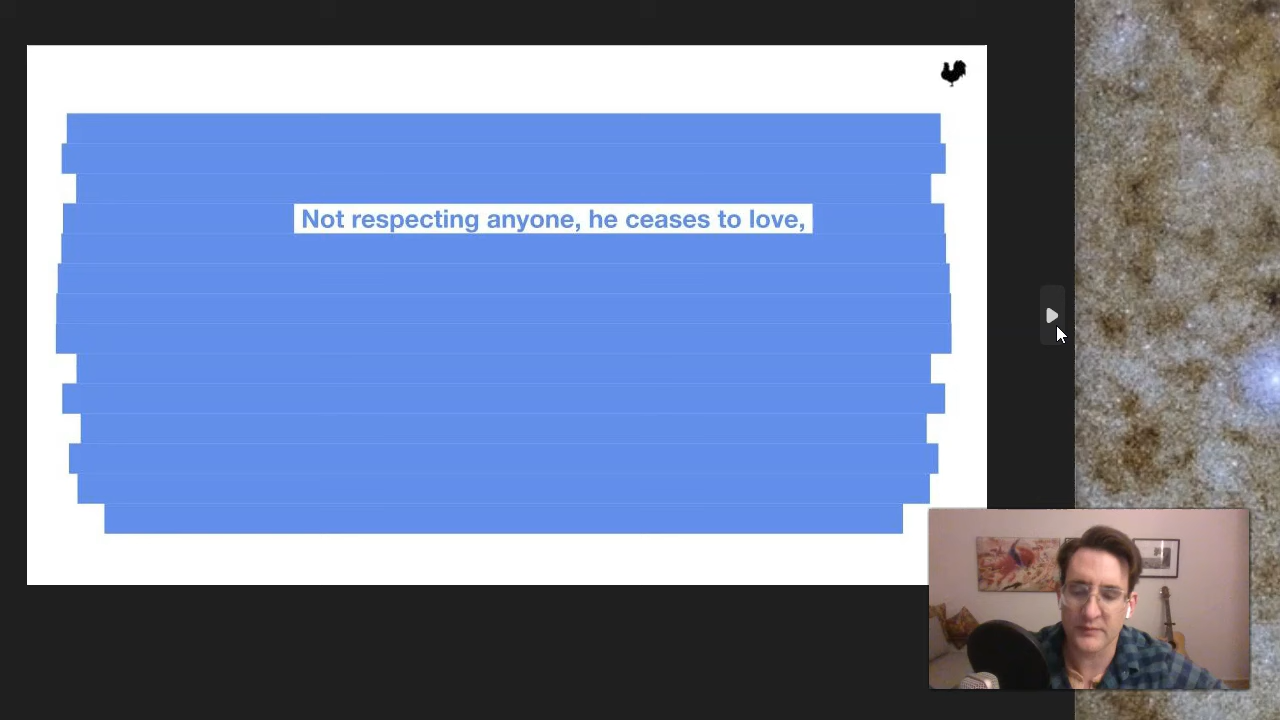 Not respecting anyone, he ceases to love,